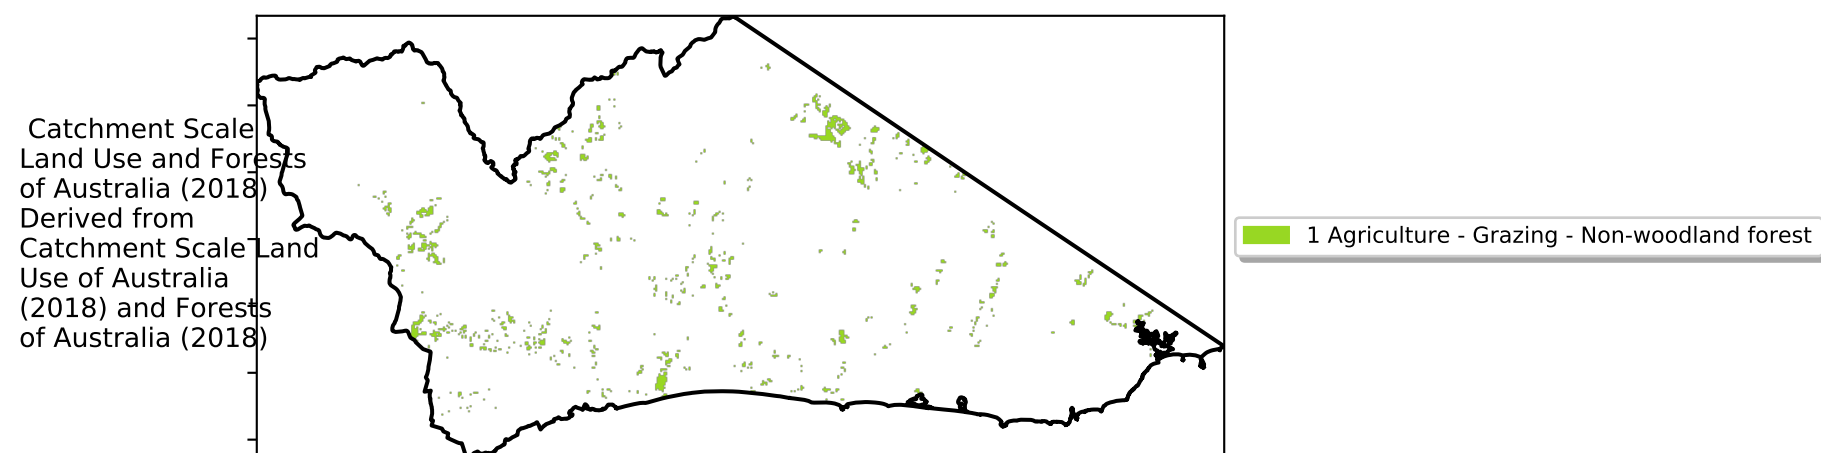 Catchment Scale
Land Use and Forests
of Australia (2018)
Derived from
Catchment Scale Land
Use of Australia
(2018) and Forests
of Australia (2018)
1 Agriculture - Grazing - Non-woodland forest